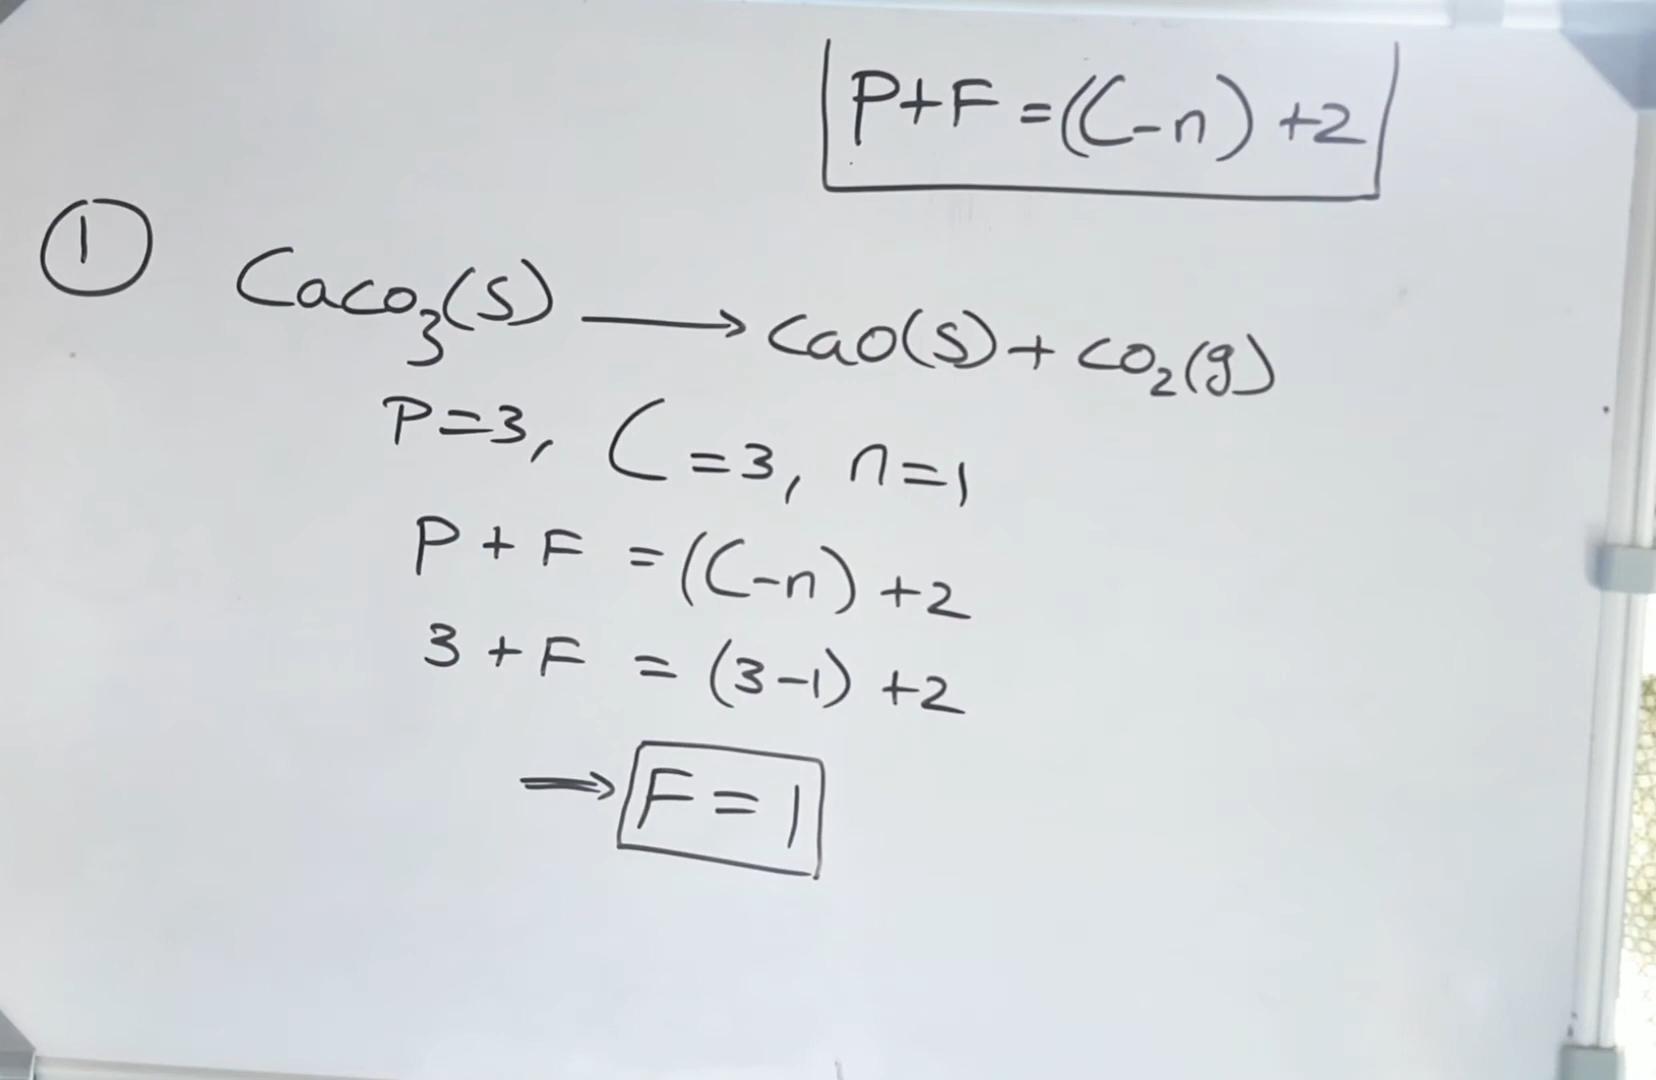 P+F=(C-n)+2
① CaCO₃(s) ⟶ CaO(s)+CO₂(g)
P=3, C=3, n=1
P+F =(C-n)+2
3+F = (3-1)+2
⟹ F=1